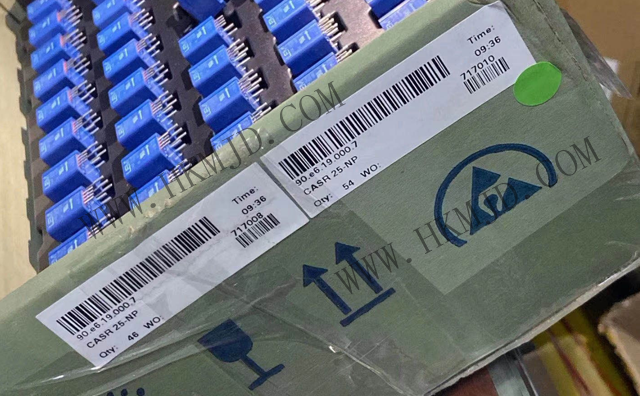 Time:
09:36
717010
90.e6.19.000.7
CASR 25-NP
Qty: 54 WO:
Time:
09:36
717008
90.e6.19.000.7
CASR 25-NP
Qty: 46 WO:
WWW.HKMJD.COM
WWW.HKMJD.COM